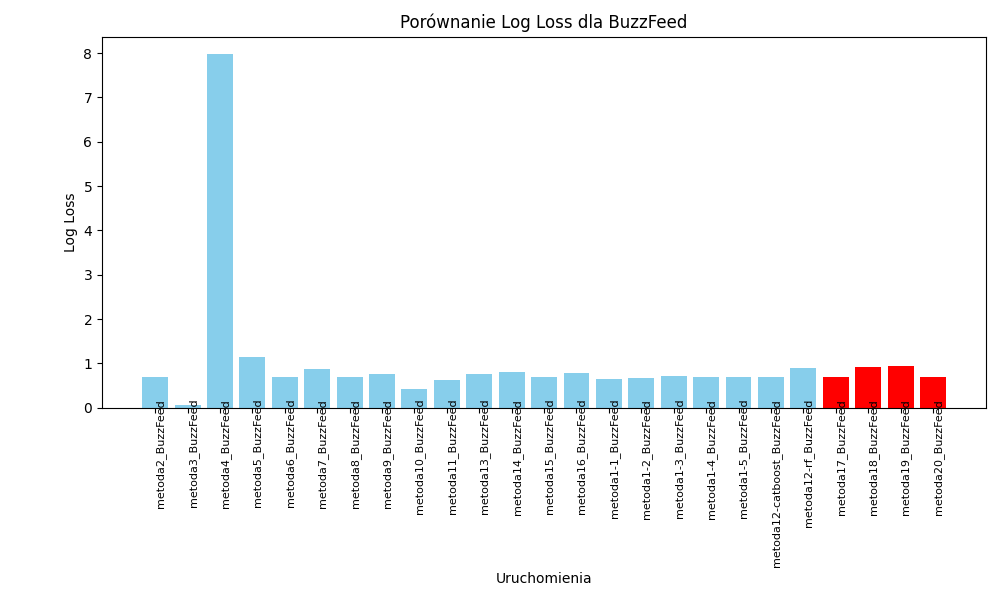 Porównanie Log Loss dla BuzzFeed
Log Loss
8
7
6
5
4
3
2
1
0
metoda2_BuzzFeed
metoda3_BuzzFeed
metoda4_BuzzFeed
metoda5_BuzzFeed
metoda6_BuzzFeed
metoda7_BuzzFeed
metoda8_BuzzFeed
metoda9_BuzzFeed
metoda10_BuzzFeed
metoda11_BuzzFeed
metoda13_BuzzFeed
metoda14_BuzzFeed
metoda15_BuzzFeed
metoda16_BuzzFeed
metoda1-1_BuzzFeed
metoda1-2_BuzzFeed
metoda1-3_BuzzFeed
metoda1-4_BuzzFeed
metoda1-5_BuzzFeed
metoda12-catboost_BuzzFeed
metoda12-rf_BuzzFeed
metoda17_BuzzFeed
metoda18_BuzzFeed
metoda19_BuzzFeed
metoda20_BuzzFeed
Uruchomienia